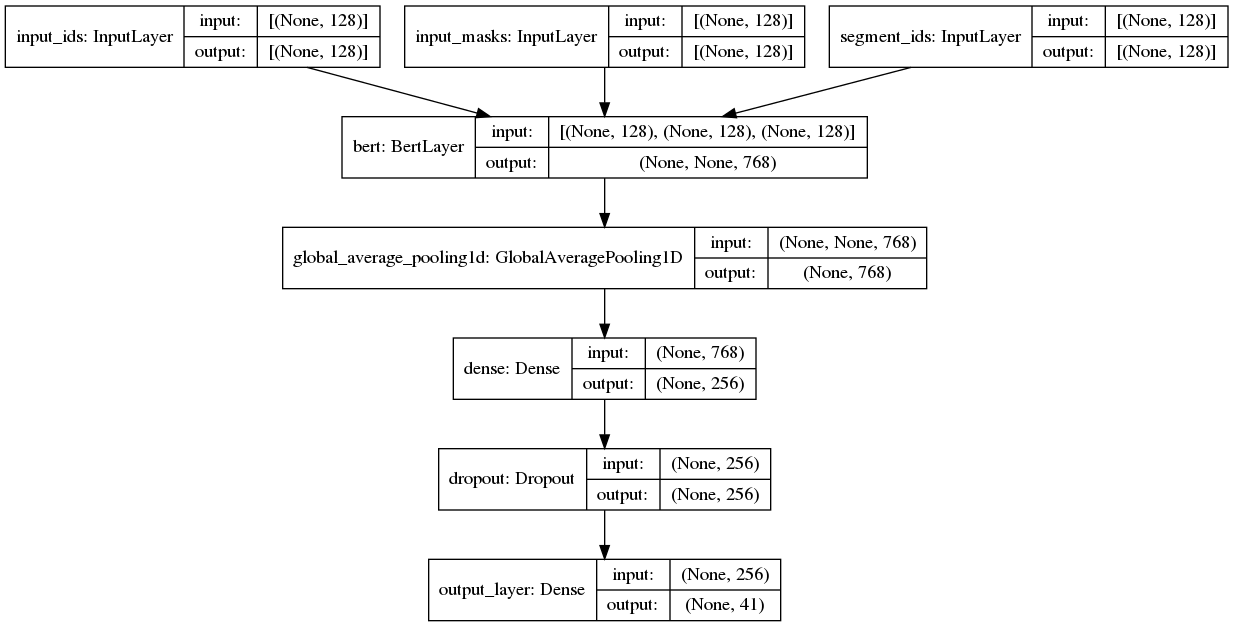 input_ids: InputLayer
input: [(None, 128)]
output: [(None, 128)]
input_masks: InputLayer
input: [(None, 128)]
output: [(None, 128)]
segment_ids: InputLayer
input: [(None, 128)]
output: [(None, 128)]
bert: BertLayer
input: [(None, 128), (None, 128), (None, 128)]
output: (None, None, 768)
global_average_pooling1d: GlobalAveragePooling1D
input: (None, None, 768)
output: (None, 768)
dense: Dense
input: (None, 768)
output: (None, 256)
dropout: Dropout
input: (None, 256)
output: (None, 256)
output_layer: Dense
input: (None, 256)
output: (None, 41)